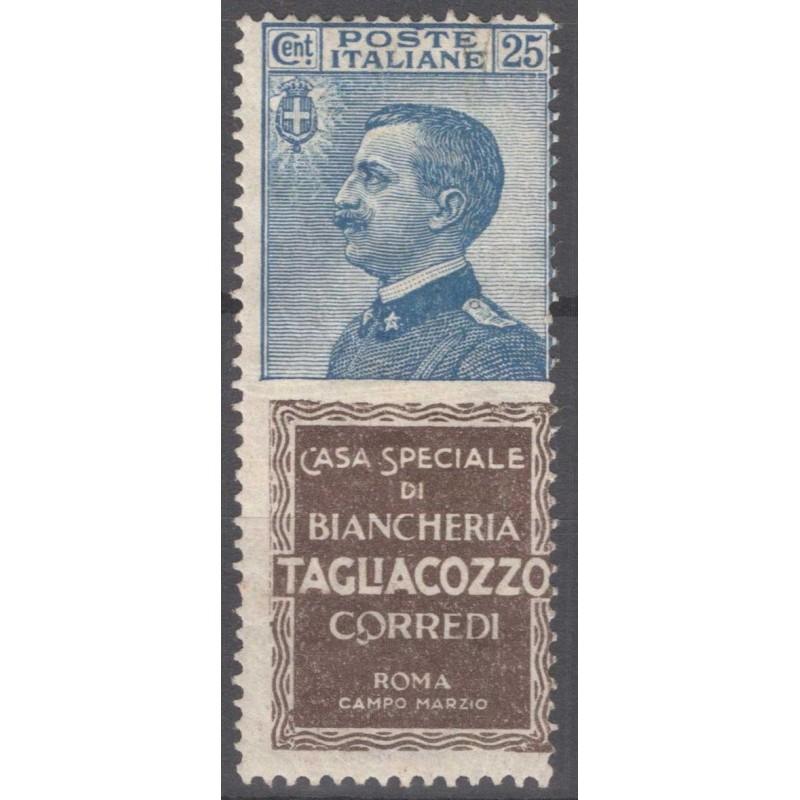 Cent. POSTE ITALIANE 25
CASA SPECIALE
DI
BIANCHERIA
TAGLIACOZZO
CORREDI
ROMA
CAMPO MARZIO